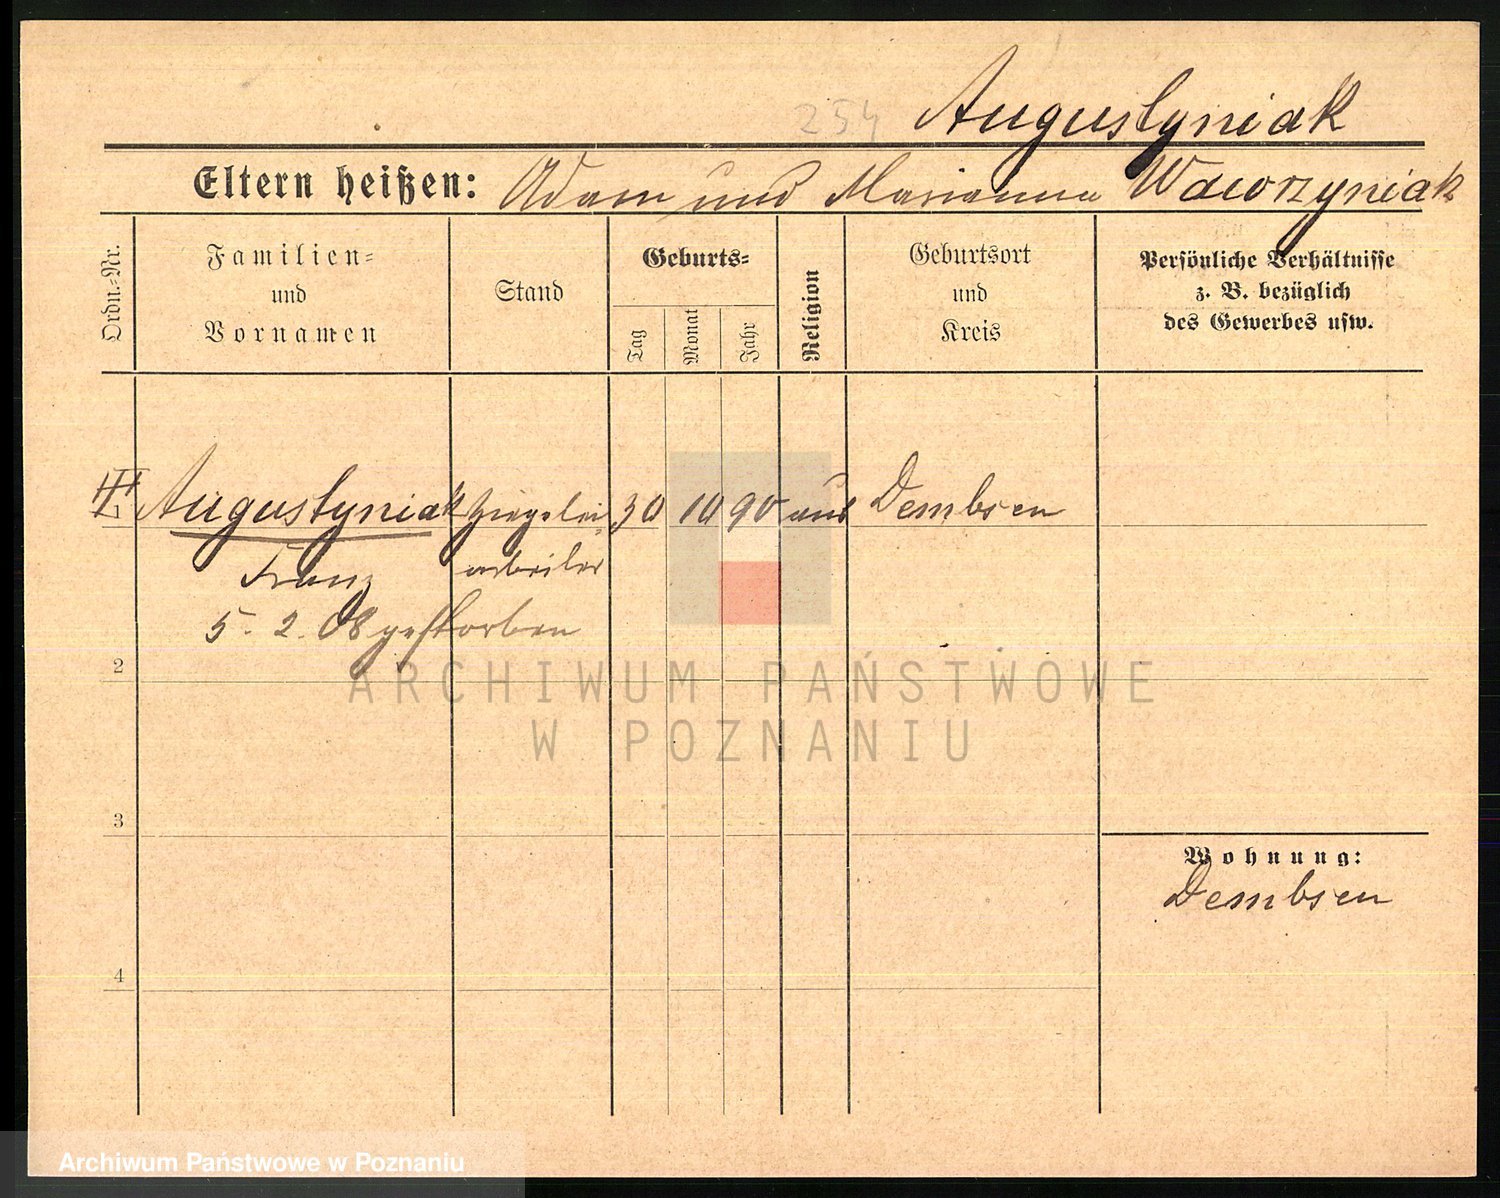 254 Augustyniak
Eltern heißen: Adam und Marianna Wawrzyniak
Ordn.-Nr.
Familien-
und
Vornamen
Stand
Geburts-
Tag
Monat
Jahr
Religion
Geburtsort
und
Kreis
Persönliche Verhältnisse
z. B. bezüglich
des Gewerbes usw.
1 Augustyniak Ziegelei 30 10 90 Dembsen
Franz arbeiter
5. 2. 08 gestorben
2
ARCHIWUM PAŃSTWOWE
W POZNANIU
3
Wohnung:
Dembsen
4
Archiwum Państwowe w Poznaniu